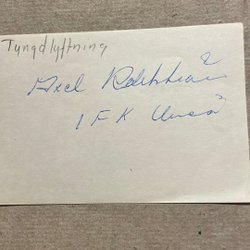 Tyngdlyftning
Axel
IFK Umeå